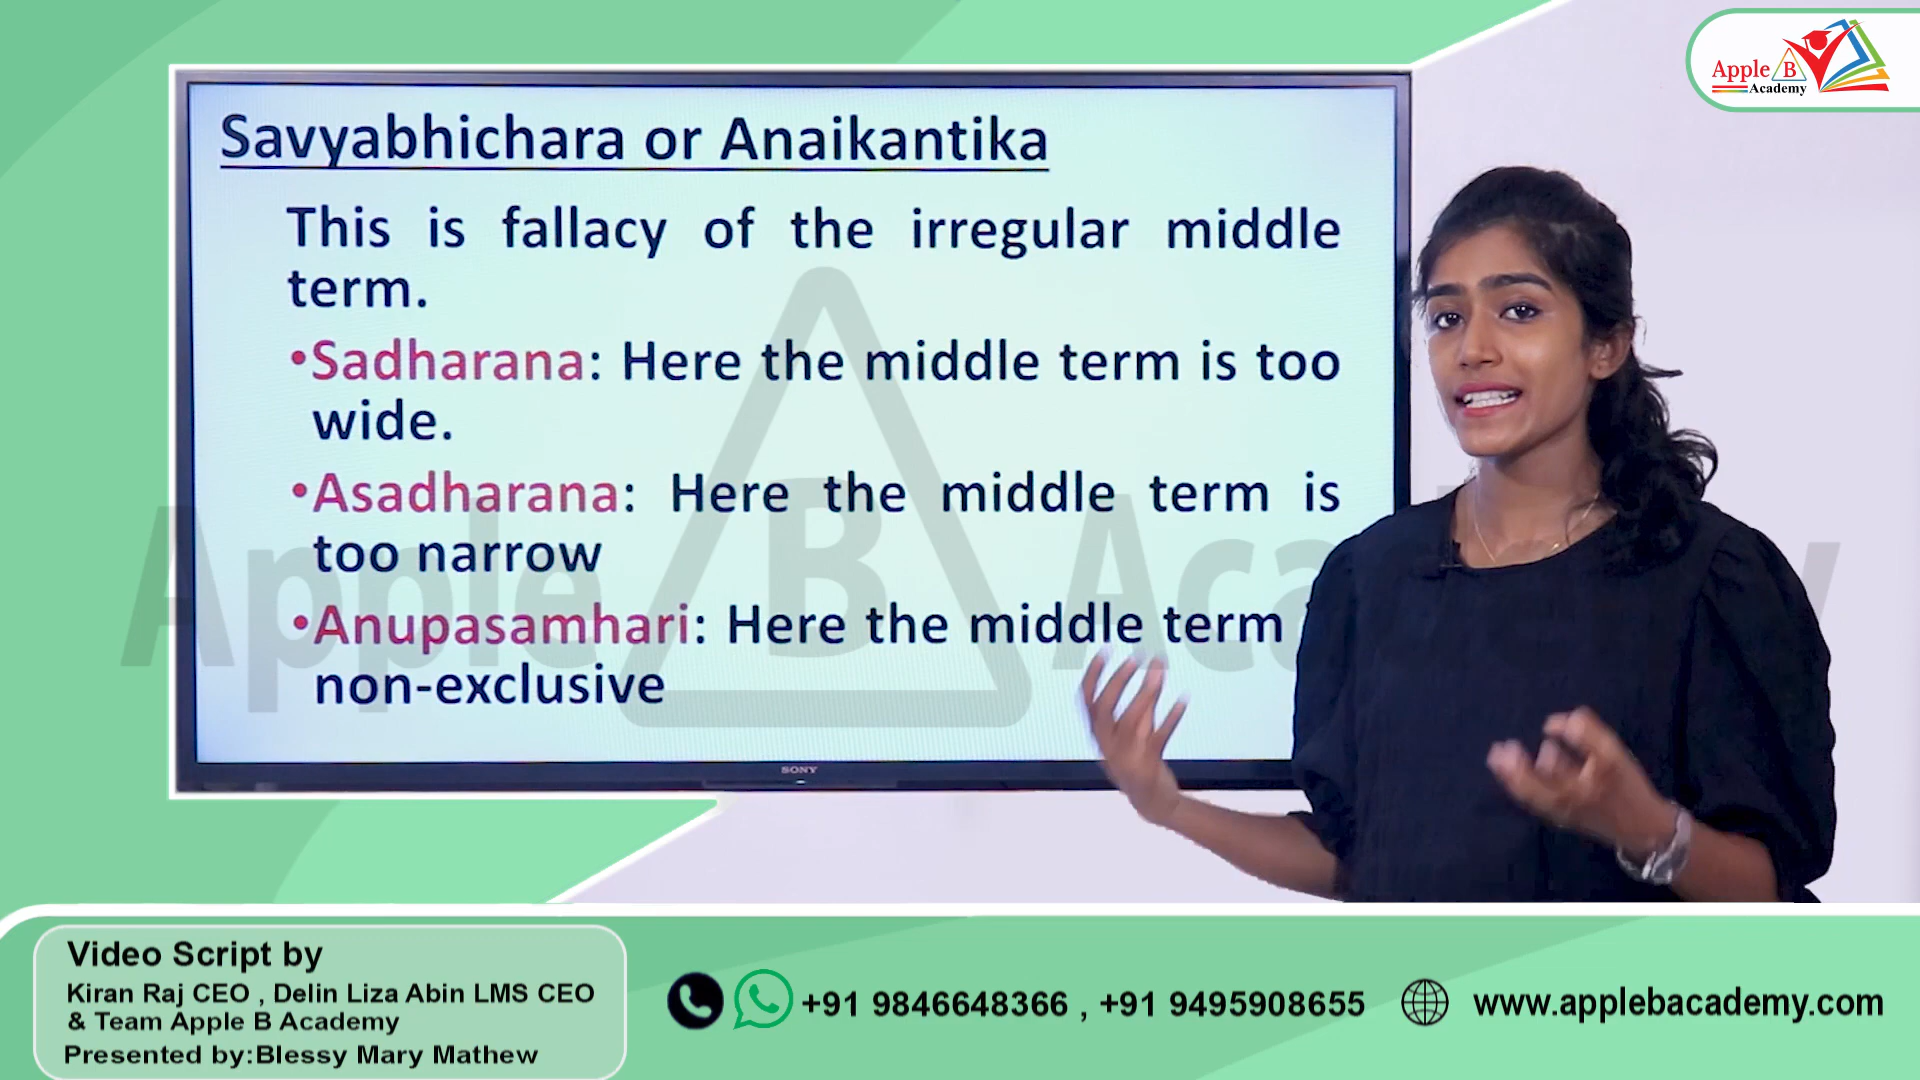 Apple B
Academy
Savyabhichara or Anaikantika
This is fallacy of the irregular middle
term.
•Sadharana: Here the middle term is too
wide.
•Asadharana: Here the middle term is
too narrow
•Anupasamhari: Here the middle term
non-exclusive
Apple B Academy
SONY
Video Script by
Kiran Raj CEO , Delin Liza Abin LMS CEO
& Team Apple B Academy
Presented by:Blessy Mary Mathew
+91 9846648366 , +91 9495908655
www.applebacademy.com